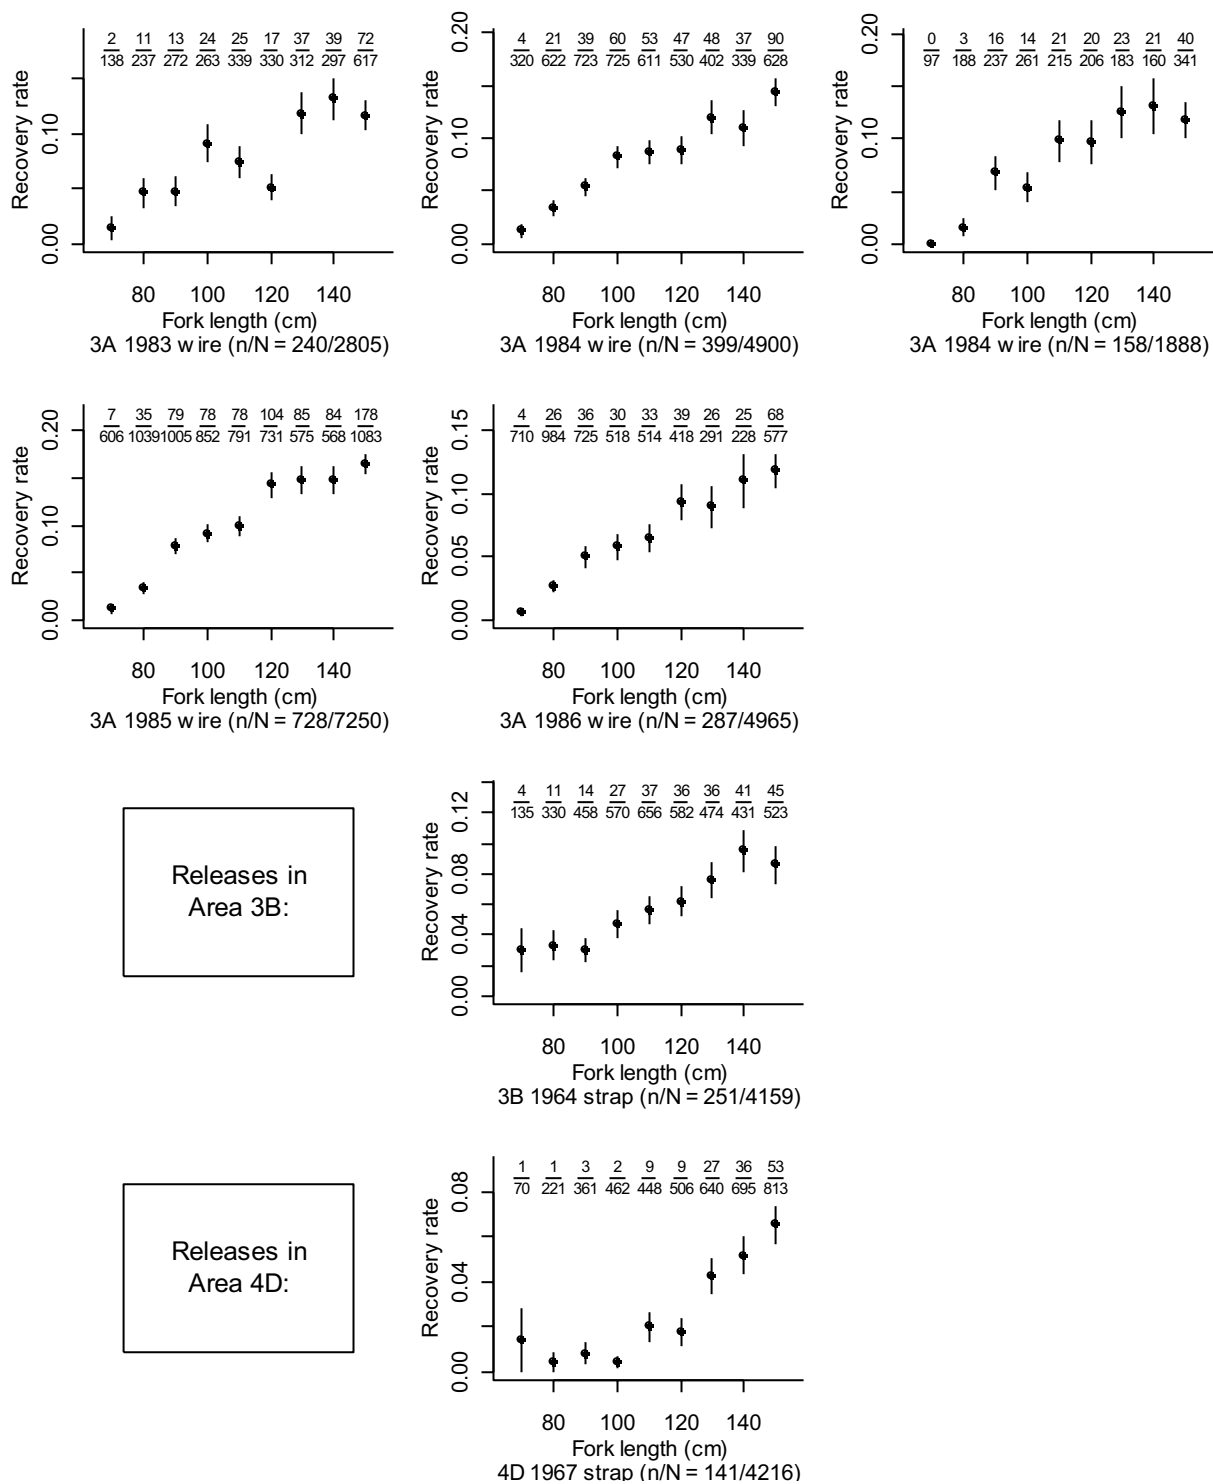 2 11 13 24 25 17 37 39 72
138 237 272 263 339 330 312 297 617
Recovery rate
0.00 0.10
80 100 120 140
Fork length (cm)
3A 1983 wire (n/N = 240/2805)
4 21 39 60 53 47 48 37 90
320 622 723 725 611 530 402 339 628
Recovery rate
0.00 0.10 0.20
80 100 120 140
Fork length (cm)
3A 1984 wire (n/N = 399/4900)
0 3 16 14 21 20 23 21 40
97 188 237 261 215 206 183 160 341
Recovery rate
0.00 0.10 0.20
80 100 120 140
Fork length (cm)
3A 1984 wire (n/N = 158/1888)
7 35 79 78 78 104 85 84 178
606 1039 1005 852 791 731 575 568 1083
Recovery rate
0.00 0.10 0.20
80 100 120 140
Fork length (cm)
3A 1985 wire (n/N = 728/7250)
4 26 36 30 33 39 26 25 68
710 984 725 518 514 418 291 228 577
Recovery rate
0.00 0.05 0.10 0.15
80 100 120 140
Fork length (cm)
3A 1986 wire (n/N = 287/4965)
Releases in
Area 3B:
4 11 14 27 37 36 36 41 45
135 330 458 570 656 582 474 431 523
Recovery rate
0.00 0.04 0.08 0.12
80 100 120 140
Fork length (cm)
3B 1964 strap (n/N = 251/4159)
Releases in
Area 4D:
1 1 3 2 9 9 27 36 53
70 221 361 462 448 506 640 695 813
Recovery rate
0.00 0.04 0.08
80 100 120 140
Fork length (cm)
4D 1967 strap (n/N = 141/4216)